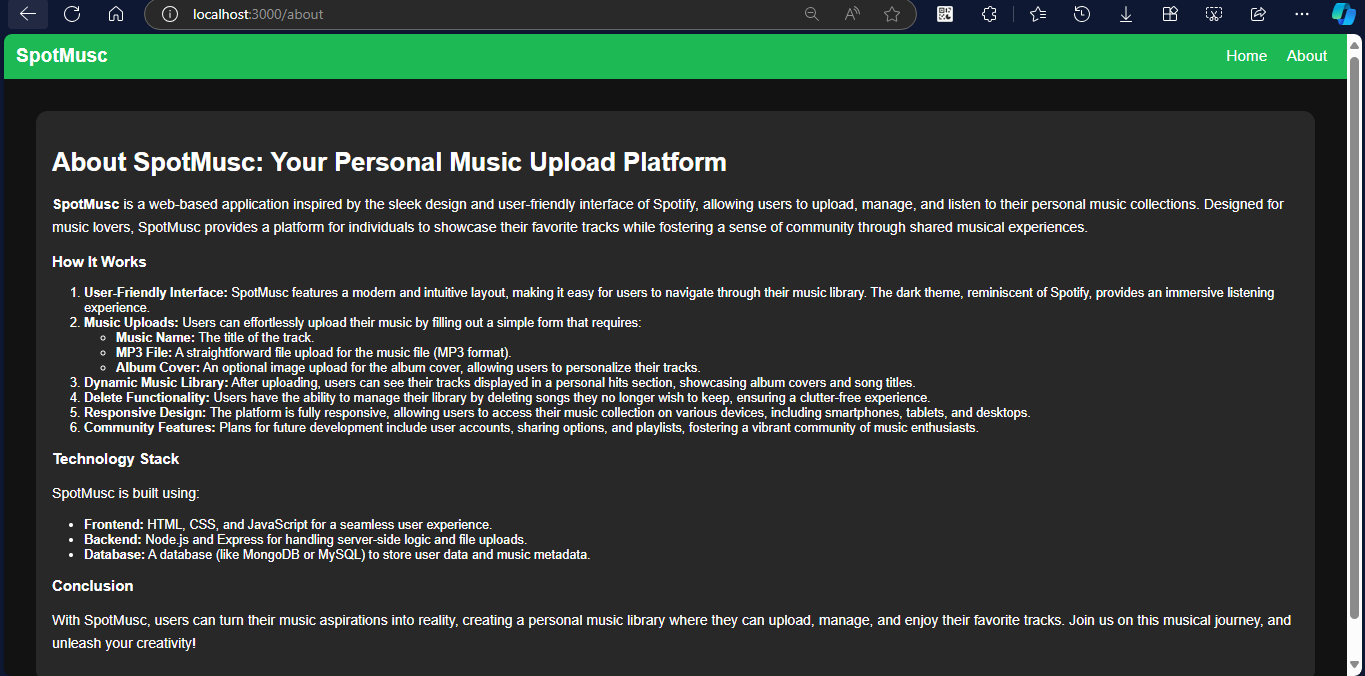 localhost:3000/about
SpotMusc
Home About
About SpotMusc: Your Personal Music Upload Platform
SpotMusc is a web-based application inspired by the sleek design and user-friendly interface of Spotify, allowing users to upload, manage, and listen to their personal music collections. Designed for
music lovers, SpotMusc provides a platform for individuals to showcase their favorite tracks while fostering a sense of community through shared musical experiences.
How It Works
1. User-Friendly Interface: SpotMusc features a modern and intuitive layout, making it easy for users to navigate through their music library. The dark theme, reminiscent of Spotify, provides an immersive listening
experience.
2. Music Uploads: Users can effortlessly upload their music by filling out a simple form that requires:
◦ Music Name: The title of the track.
◦ MP3 File: A straightforward file upload for the music file (MP3 format).
◦ Album Cover: An optional image upload for the album cover, allowing users to personalize their tracks.
3. Dynamic Music Library: After uploading, users can see their tracks displayed in a personal hits section, showcasing album covers and song titles.
4. Delete Functionality: Users have the ability to manage their library by deleting songs they no longer wish to keep, ensuring a clutter-free experience.
5. Responsive Design: The platform is fully responsive, allowing users to access their music collection on various devices, including smartphones, tablets, and desktops.
6. Community Features: Plans for future development include user accounts, sharing options, and playlists, fostering a vibrant community of music enthusiasts.
Technology Stack
SpotMusc is built using:
• Frontend: HTML, CSS, and JavaScript for a seamless user experience.
• Backend: Node.js and Express for handling server-side logic and file uploads.
• Database: A database (like MongoDB or MySQL) to store user data and music metadata.
Conclusion
With SpotMusc, users can turn their music aspirations into reality, creating a personal music library where they can upload, manage, and enjoy their favorite tracks. Join us on this musical journey, and
unleash your creativity!